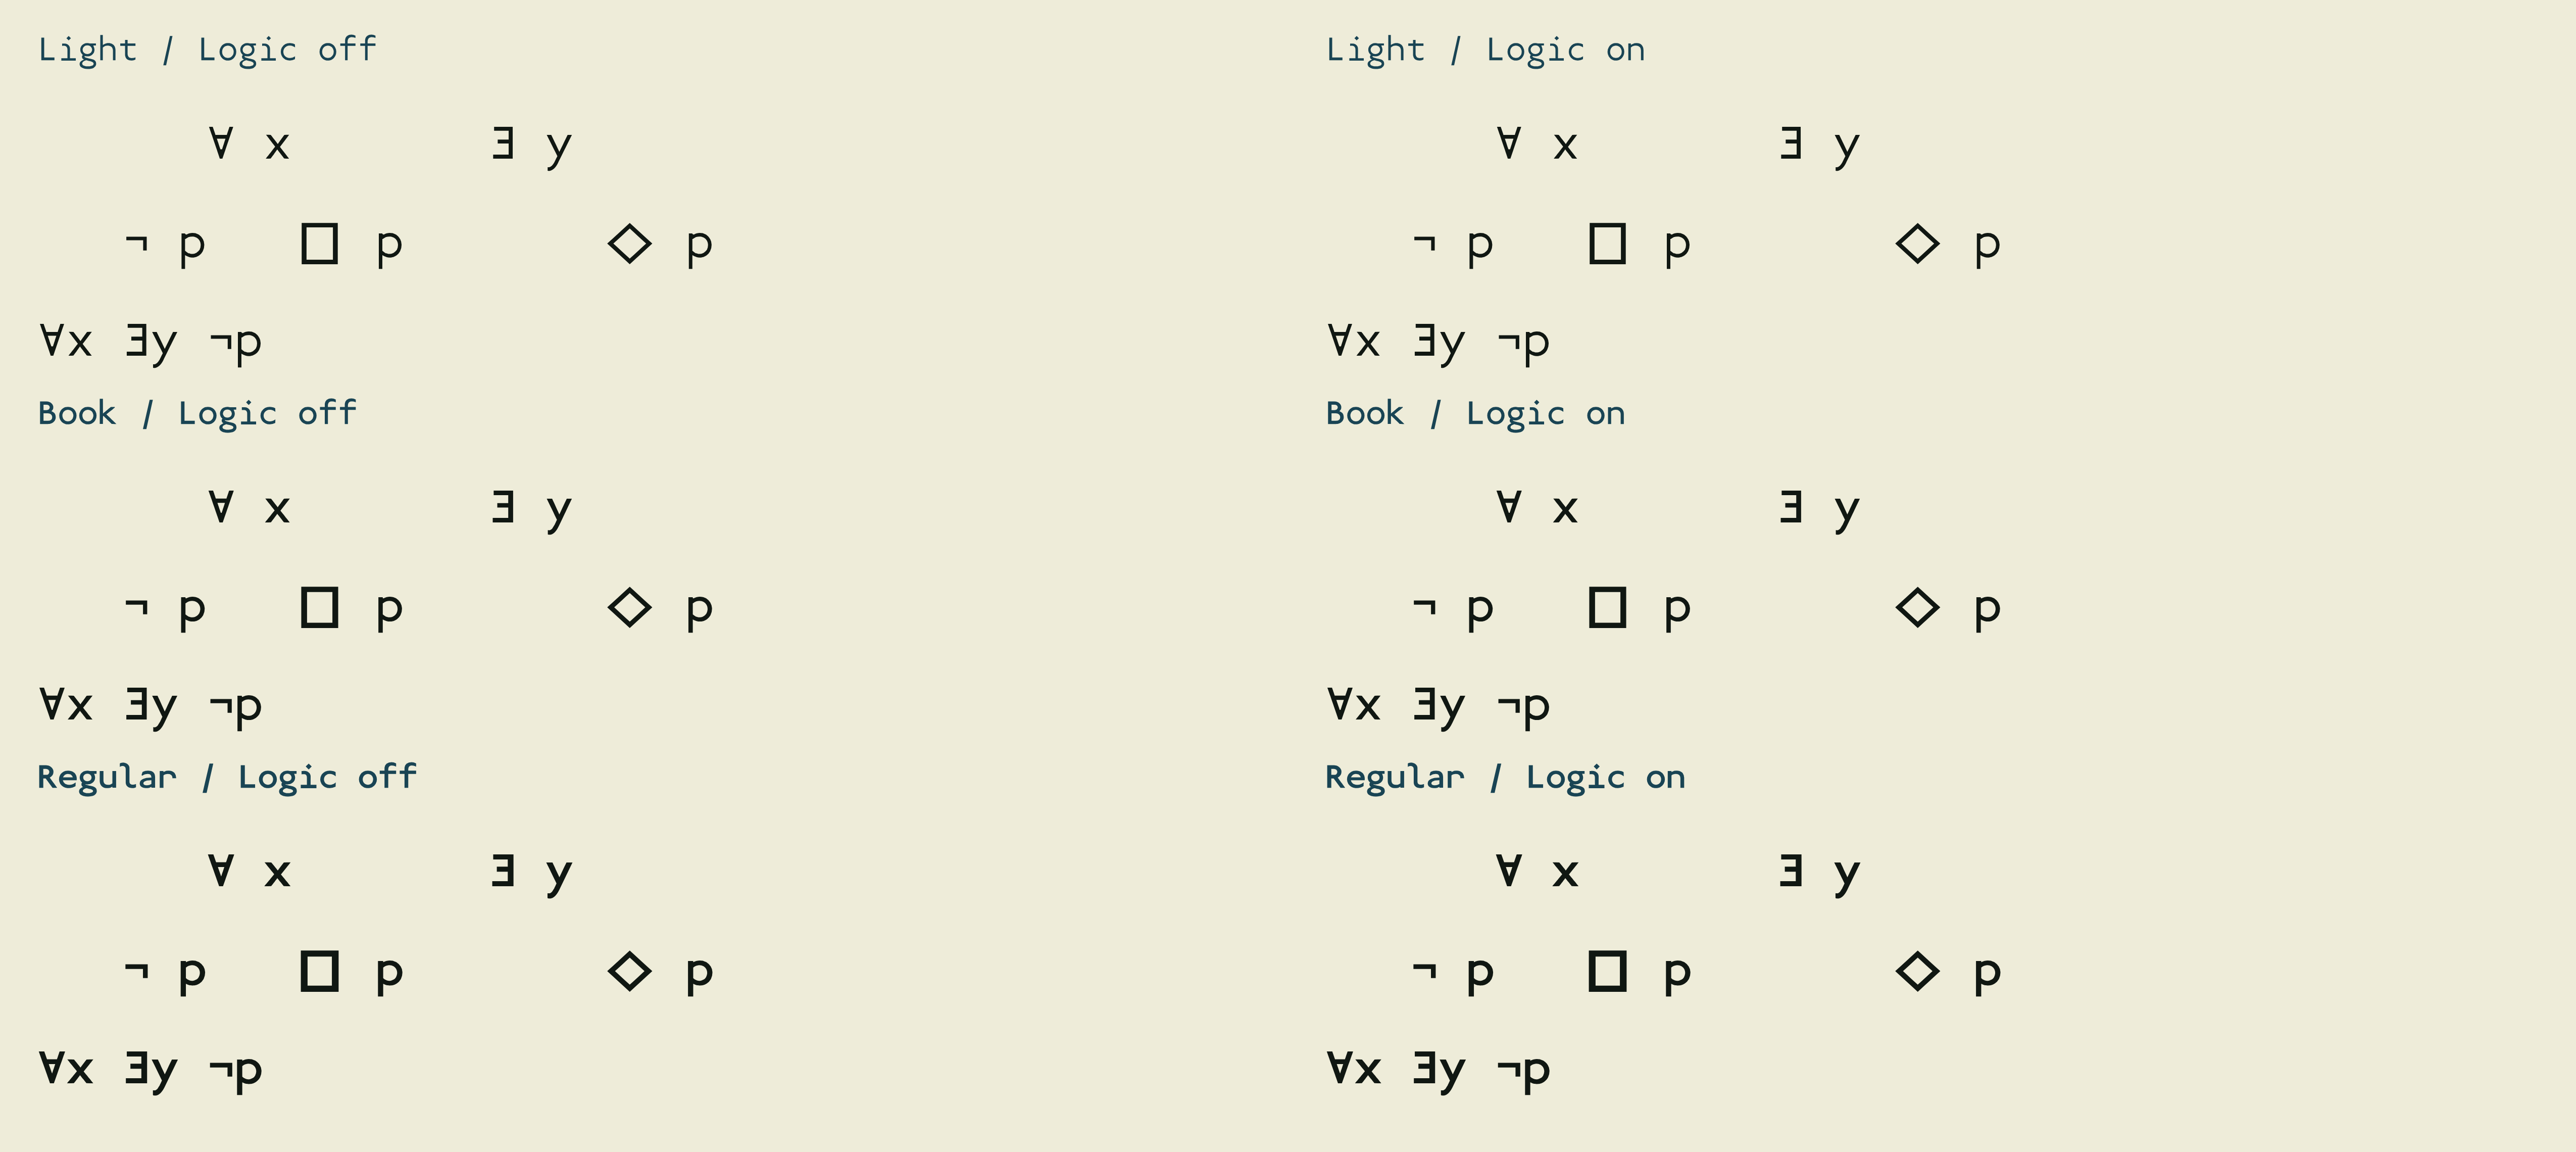 Light / Logic off
∀ x ∃ y
¬ p □ p ◇ p
∀x ∃y ¬p
Book / Logic off
∀ x ∃ y
¬ p □ p ◇ p
∀x ∃y ¬p
Regular / Logic off
∀ x ∃ y
¬ p □ p ◇ p
∀x ∃y ¬p
Light / Logic on
∀ x ∃ y
¬ p □ p ◇ p
∀x ∃y ¬p
Book / Logic on
∀ x ∃ y
¬ p □ p ◇ p
∀x ∃y ¬p
Regular / Logic on
∀ x ∃ y
¬ p □ p ◇ p
∀x ∃y ¬p